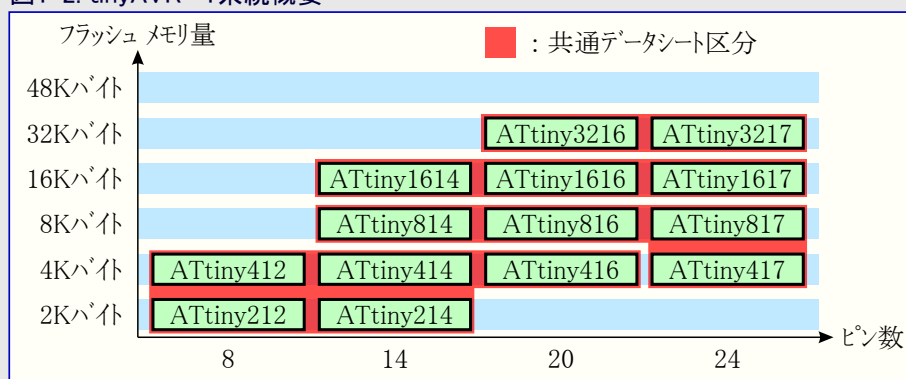 フラッシュ メモリ量
: 共通データシート区分
48Kバイト
32Kバイト ATtiny3216 ATtiny3217
16Kバイト ATtiny1614 ATtiny1616 ATtiny1617
8Kバイト ATtiny814 ATtiny816 ATtiny817
4Kバイト ATtiny412 ATtiny414 ATtiny416 ATtiny417
2Kバイト ATtiny212 ATtiny214
ピン数
8 14 20 24